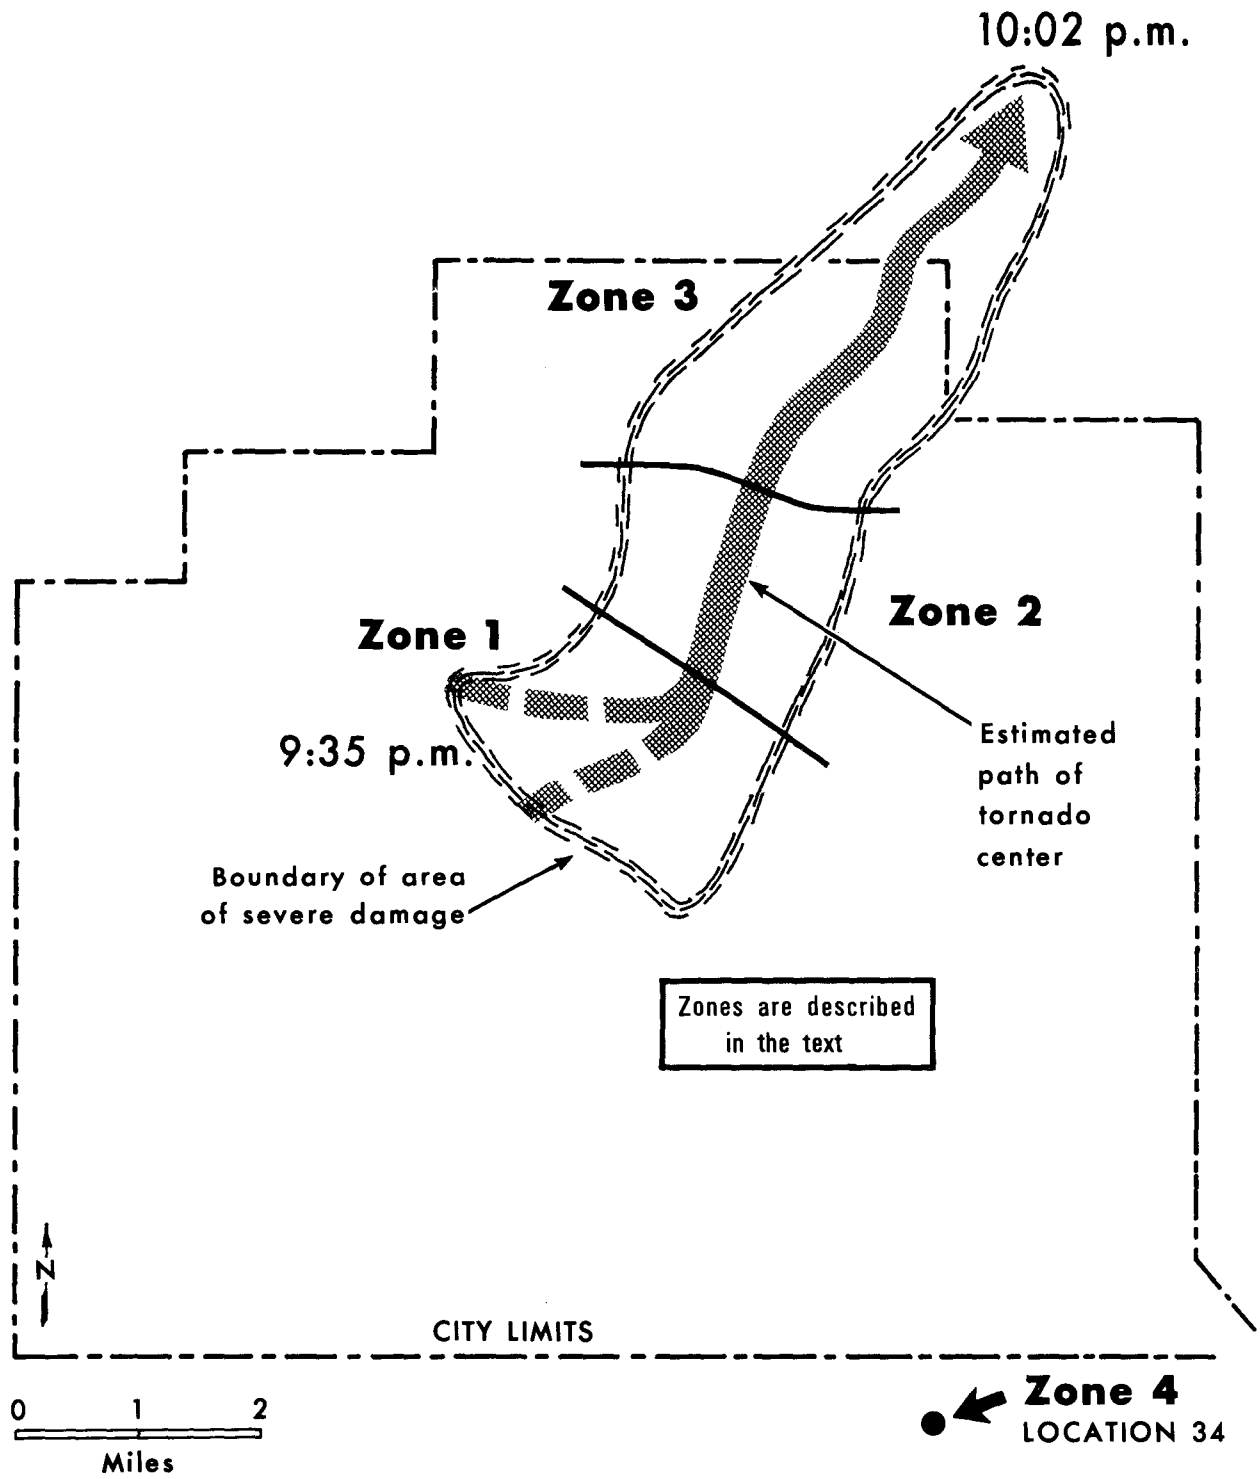 10:02 p.m.
Zone 3
Zone 1
Zone 2
9:35 p.m.
Estimated
path of
tornado
center
Boundary of area
of severe damage
Zones are described
in the text
N
CITY LIMITS
0 1 2
Miles
Zone 4
LOCATION 34